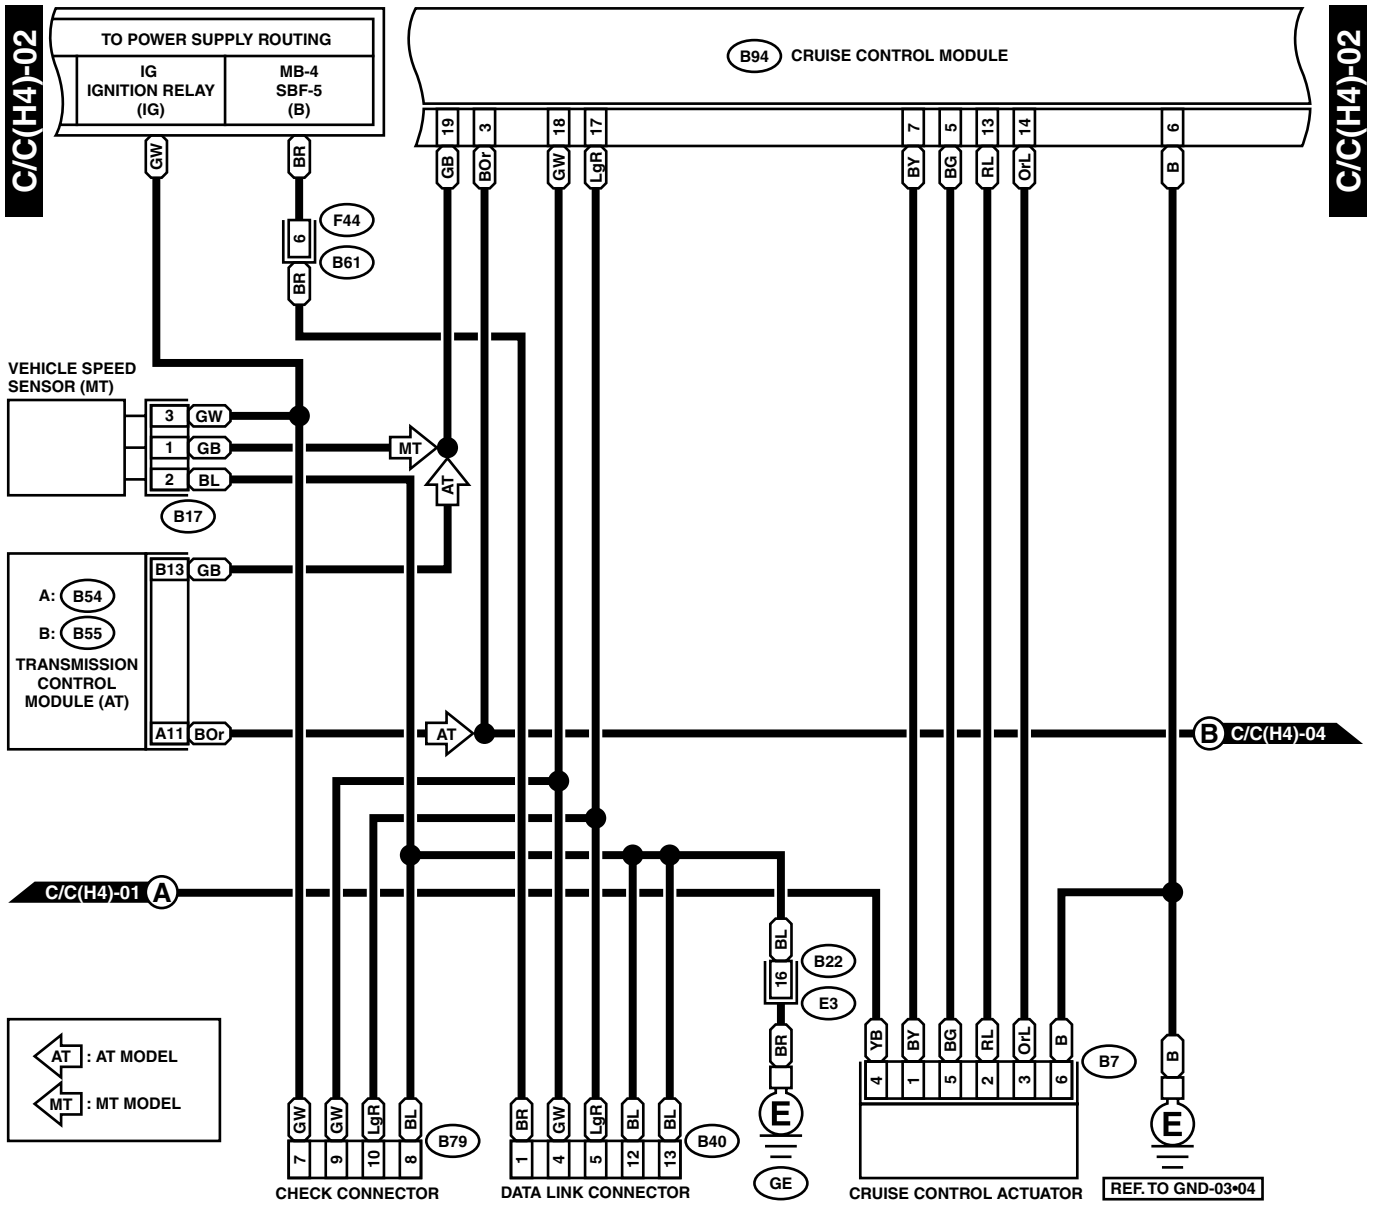 C/C(H4)-02
TO POWER SUPPLY ROUTING
IG
IGNITION RELAY
(IG)
MB-4
SBF-5
(B)
B94 CRUISE CONTROL MODULE
C/C(H4)-02
19 3 18 17 7 5 13 14 6
GW BR GB BOr GW LgR BY BG RL OrL B
6
F44
B61
BR
VEHICLE SPEED
SENSOR (MT)
3 GW
1 GB MT
2 BL AT
B17
B13 GB
A: B54
B: B55
TRANSMISSION
CONTROL
MODULE (AT)
A11 BOr AT B C/C(H4)-04
C/C(H4)-01 A
BL
16
B22
E3
BR
E
GE
AT : AT MODEL
MT : MT MODEL
GW GW LgR BL B79
7 9 10 8
CHECK CONNECTOR
BR GW LgR BL BL B40
1 4 5 12 13
DATA LINK CONNECTOR
YB BY BG RL OrL B B7
4 1 5 2 3 6
CRUISE CONTROL ACTUATOR
B
E
REF. TO GND-03•04